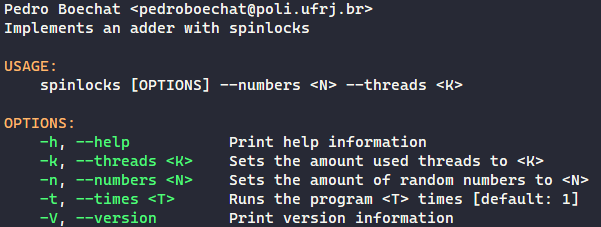 Pedro Boechat <pedroboechat@poli.ufrj.br>
Implements an adder with spinlocks
USAGE:
spinlocks [OPTIONS] --numbers <N> --threads <K>
OPTIONS:
-h, --help Print help information
-k, --threads <K> Sets the amount used threads to <K>
-n, --numbers <N> Sets the amount of random numbers to <N>
-t, --times <T> Runs the program <T> times [default: 1]
-V, --version Print version information